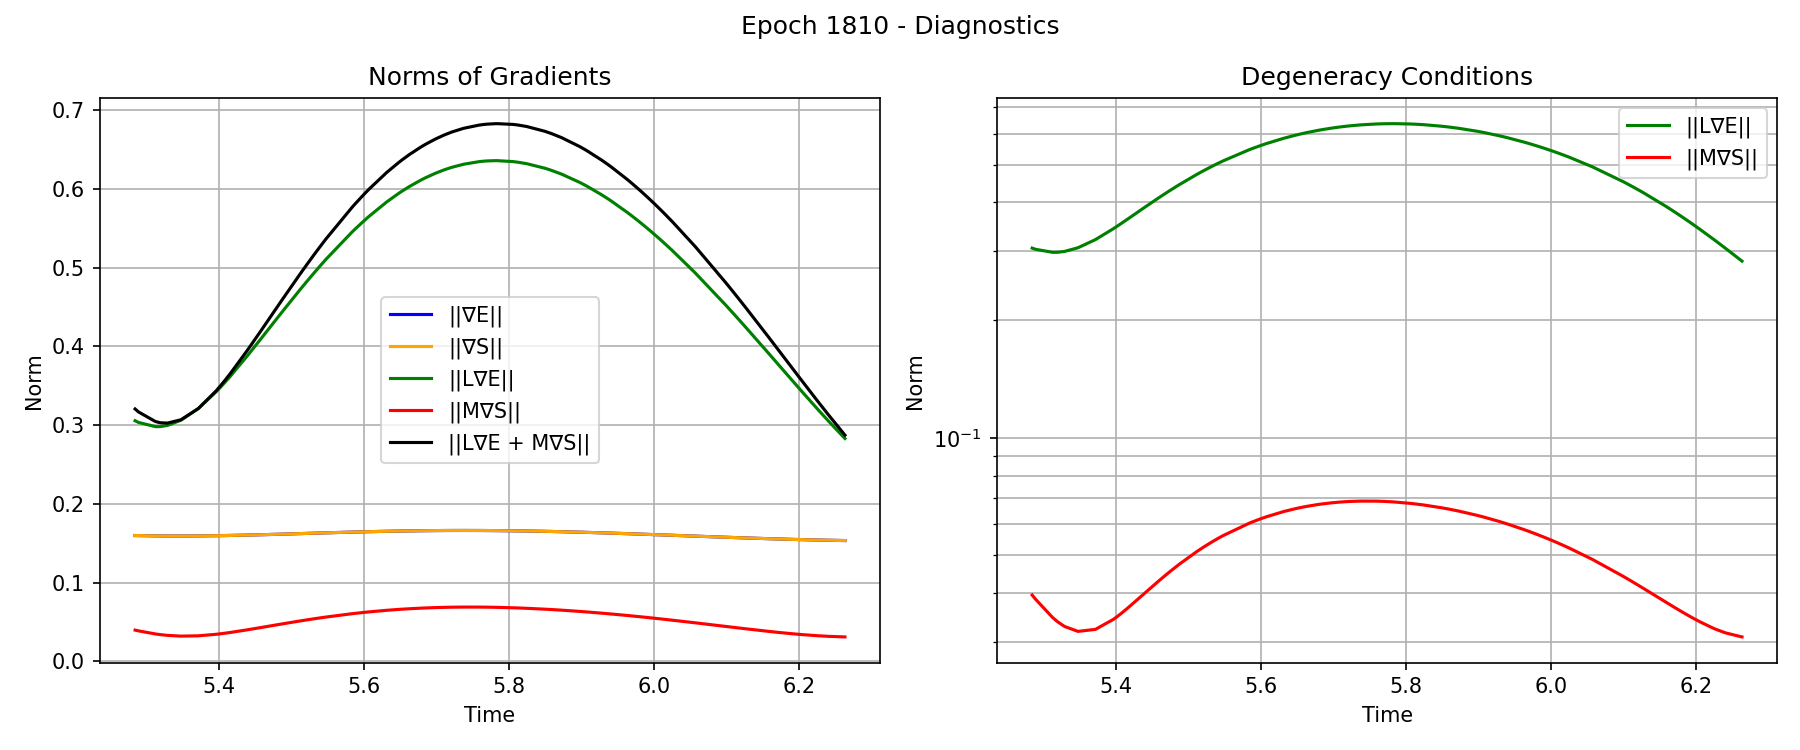 Epoch 1810 - Diagnostics
Norms of Gradients
0.7
0.6
0.5
0.4
0.3
0.2
0.1
0.0
Norm
||∇E||
||∇S||
||L∇E||
||M∇S||
||L∇E + M∇S||
5.4 5.6 5.8 6.0 6.2
Time
Degeneracy Conditions
||L∇E||
||M∇S||
Norm
10⁻¹
5.4 5.6 5.8 6.0 6.2
Time